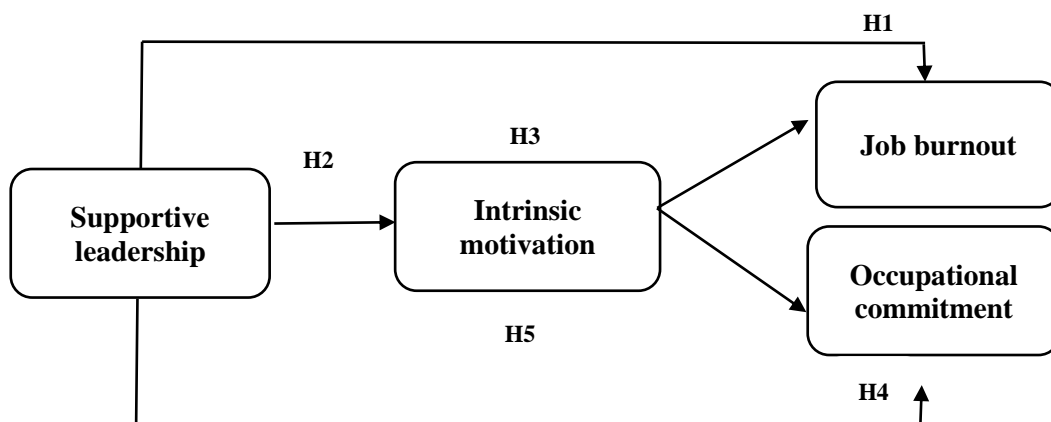 H1
Job burnout
H3
H2
Supportive
leadership
Intrinsic
motivation
Occupational
commitment
H5
H4